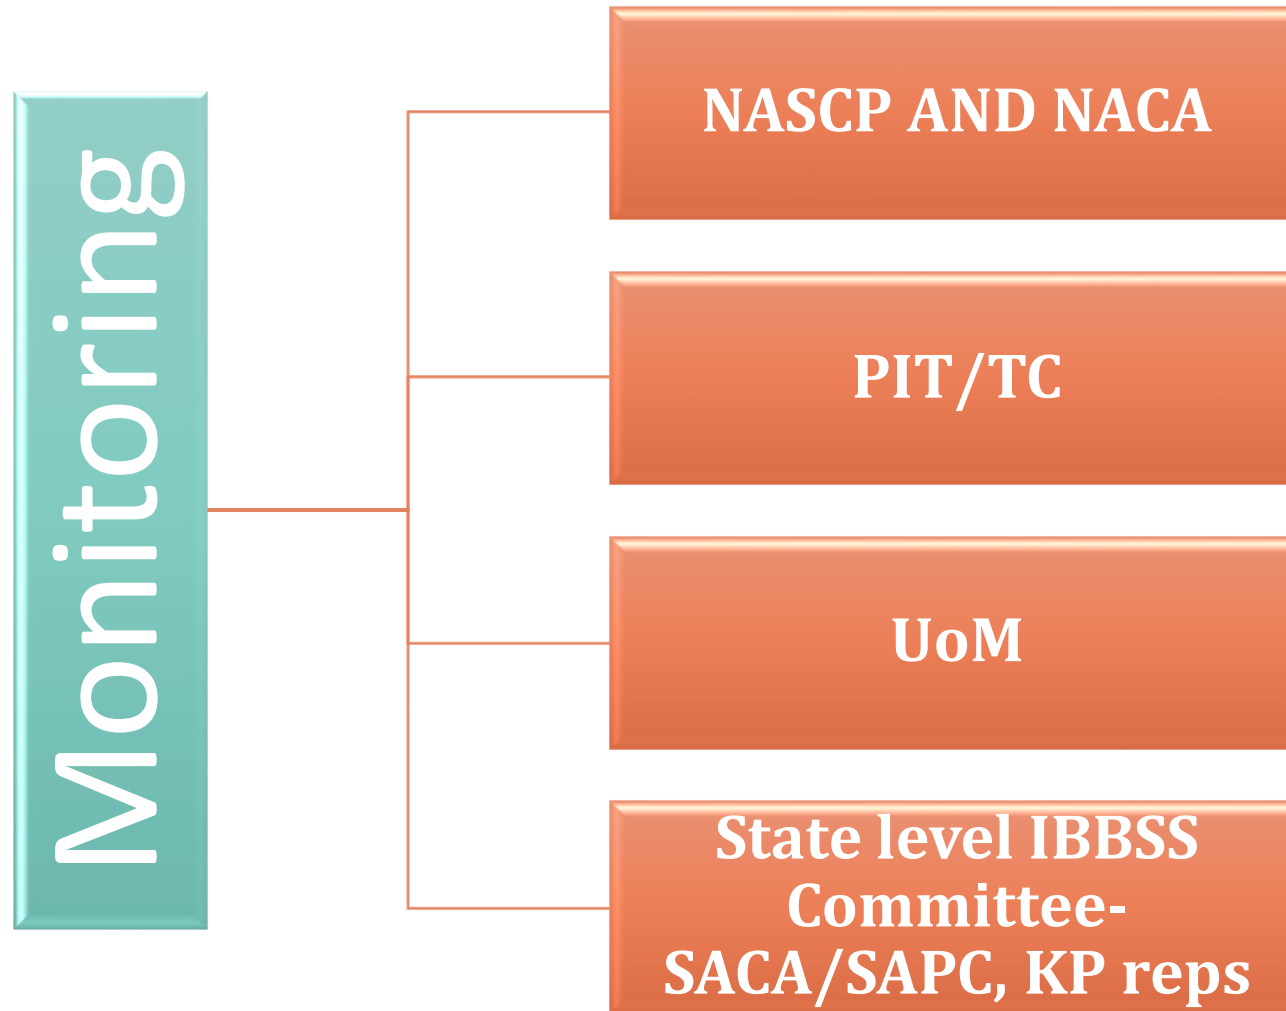 Monitoring
NASCP AND NACA
PIT/TC
UoM
State level IBBSS
Committee-
SACA/SAPC, KP reps